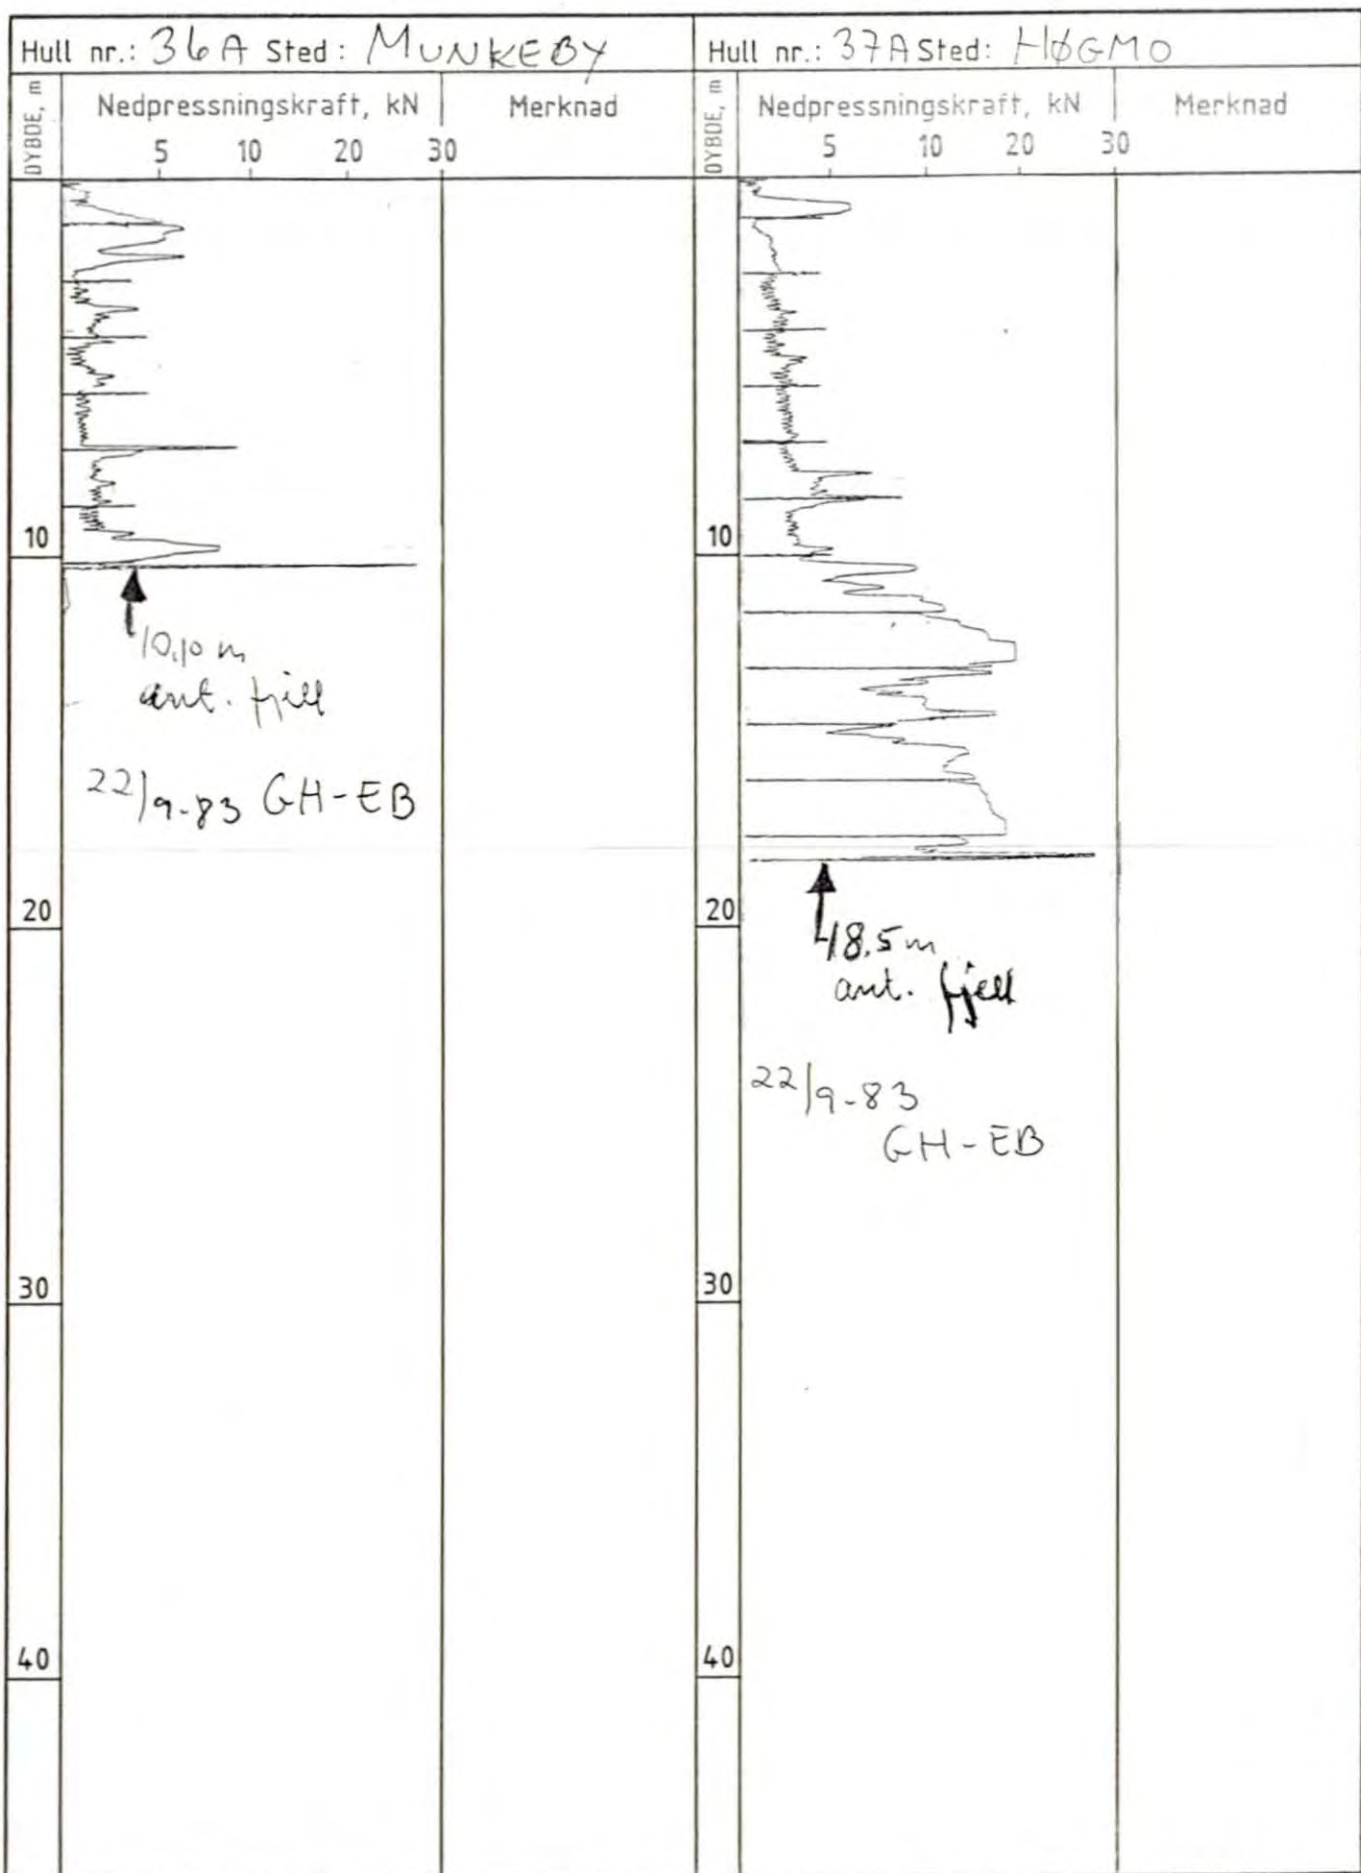 Hull nr.: 36A Sted: MUNKEBY
DYBDE, m
Nedpressningskraft, kN
Merknad
5 10 20 30
10
10,10 m
ant. fjell
22/9-83 GH-EB
20
30
40
Hull nr.: 37A Sted: HØGMO
DYBDE, m
Nedpressningskraft, kN
Merknad
5 10 20 30
10
18.5m
ant. fjell
20
22/9-83
GH-EB
30
40